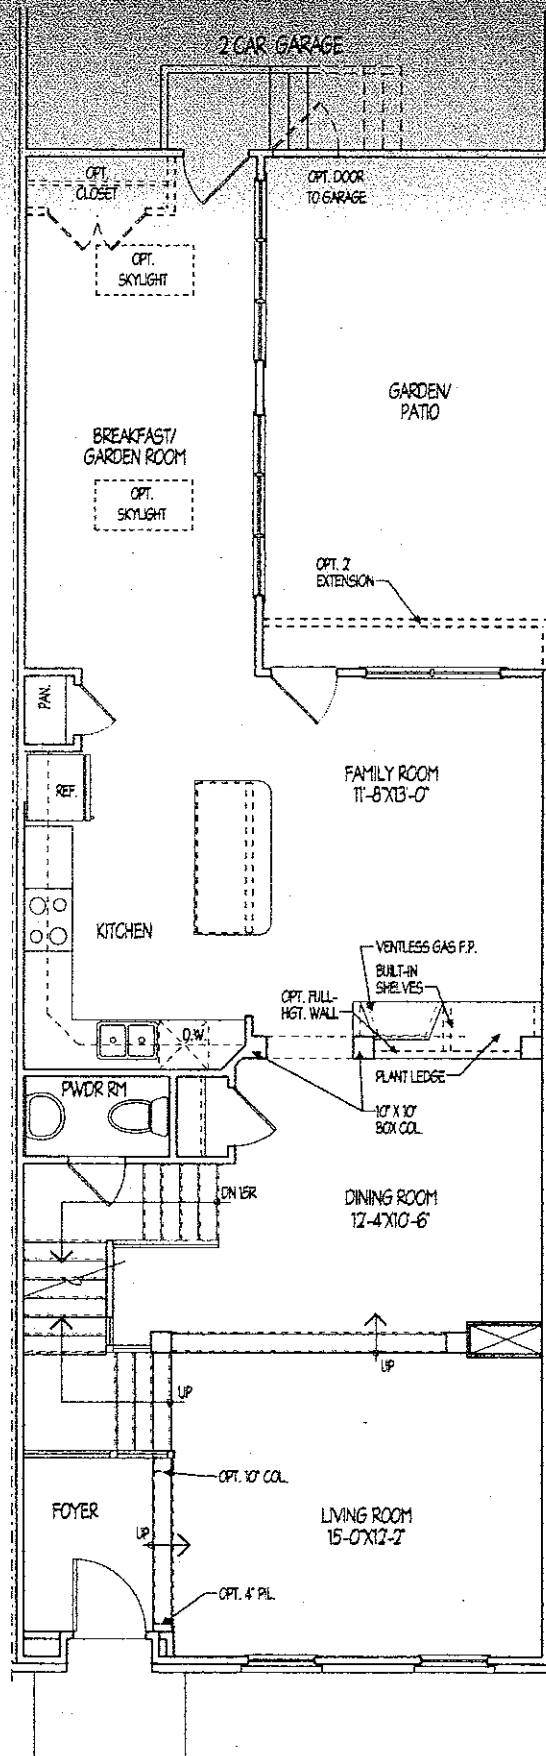 2 CAR GARAGE
OPT.
CLOSET
OPT. DOOR
TO GARAGE
OPT.
SKYLIGHT
GARDEN/
PATIO
BREAKFAST/
GARDEN ROOM
OPT.
SKYLIGHT
OPT. 2'
EXTENSION
PAN.
REF.
FAMILY ROOM
11'-8"X13'-0"
KITCHEN
VENTLESS GAS F.P.
BUILT-IN
SHELVES
OPT. FULL-
HGT. WALL
D.W.
PLANT LEDGE
PWDR RM
10" X 10"
BOX COL.
DN 15R
DINING ROOM
12'-4"X10'-6"
UP
UP
OPT. 10" COL.
FOYER
LIVING ROOM
15'-0"X12'-2"
UP
OPT. 4" PIL.